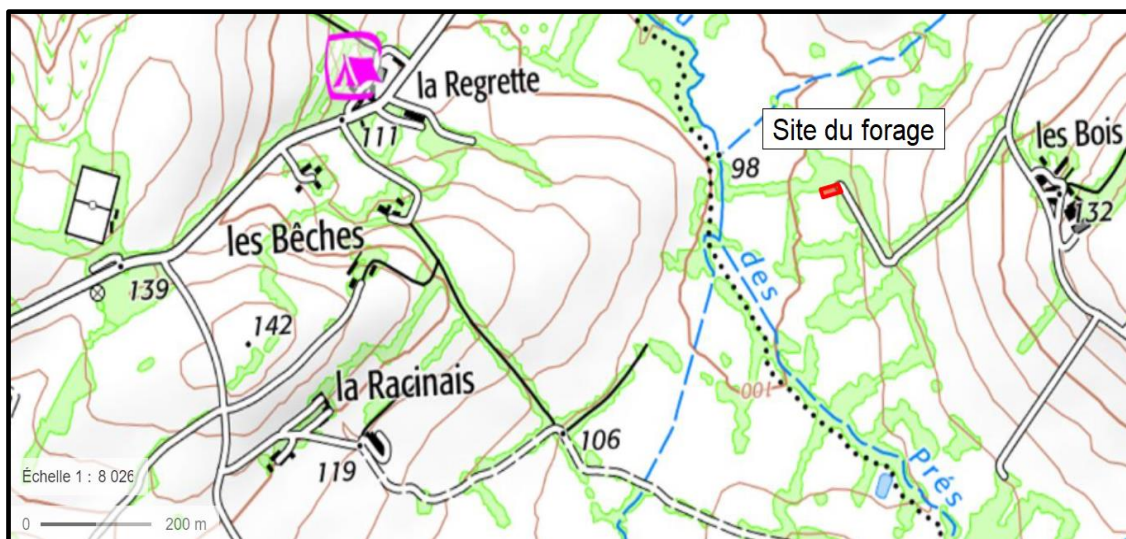 la Regrette
111
Site du forage
98
les Bois
132
les Bêches
139
142
des
100
la Racinais
106
119
Prés
Échelle 1 : 8 026
0 200 m